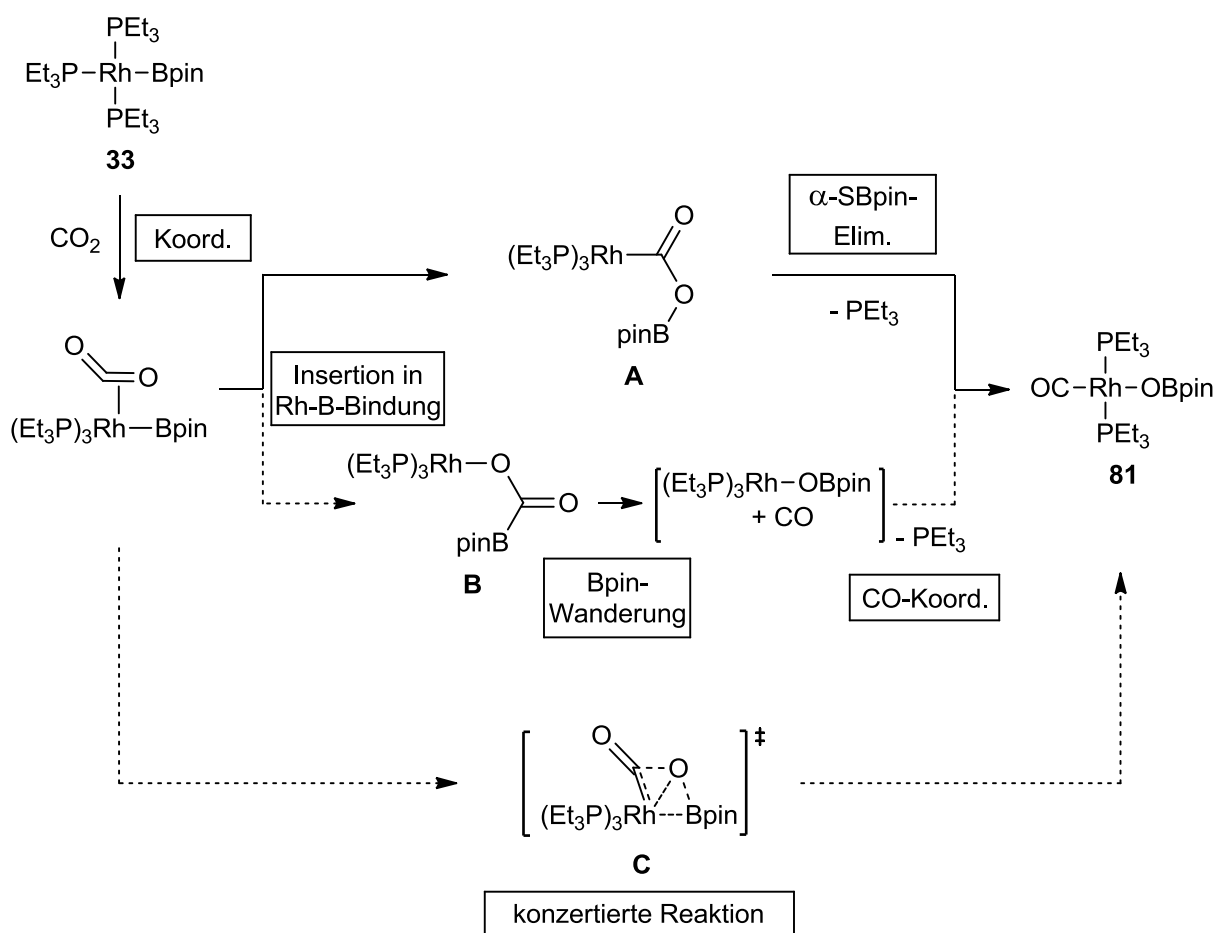 PEt₃
Et₃P–Rh–Bpin
PEt₃
33
CO₂
Koord.
O
O
(Et₃P)₃Rh–Bpin
Insertion in
Rh-B-Bindung
O
(Et₃P)₃Rh
O
pinB
A
α-SBpin-
Elim.
- PEt₃
(Et₃P)₃Rh–O
O
pinB
B
Bpin-
Wanderung
(Et₃P)₃Rh–OBpin
+ CO
- PEt₃
CO-Koord.
PEt₃
OC–Rh–OBpin
PEt₃
81
O
O
(Et₃P)₃Rh---Bpin
‡
C
konzertierte Reaktion